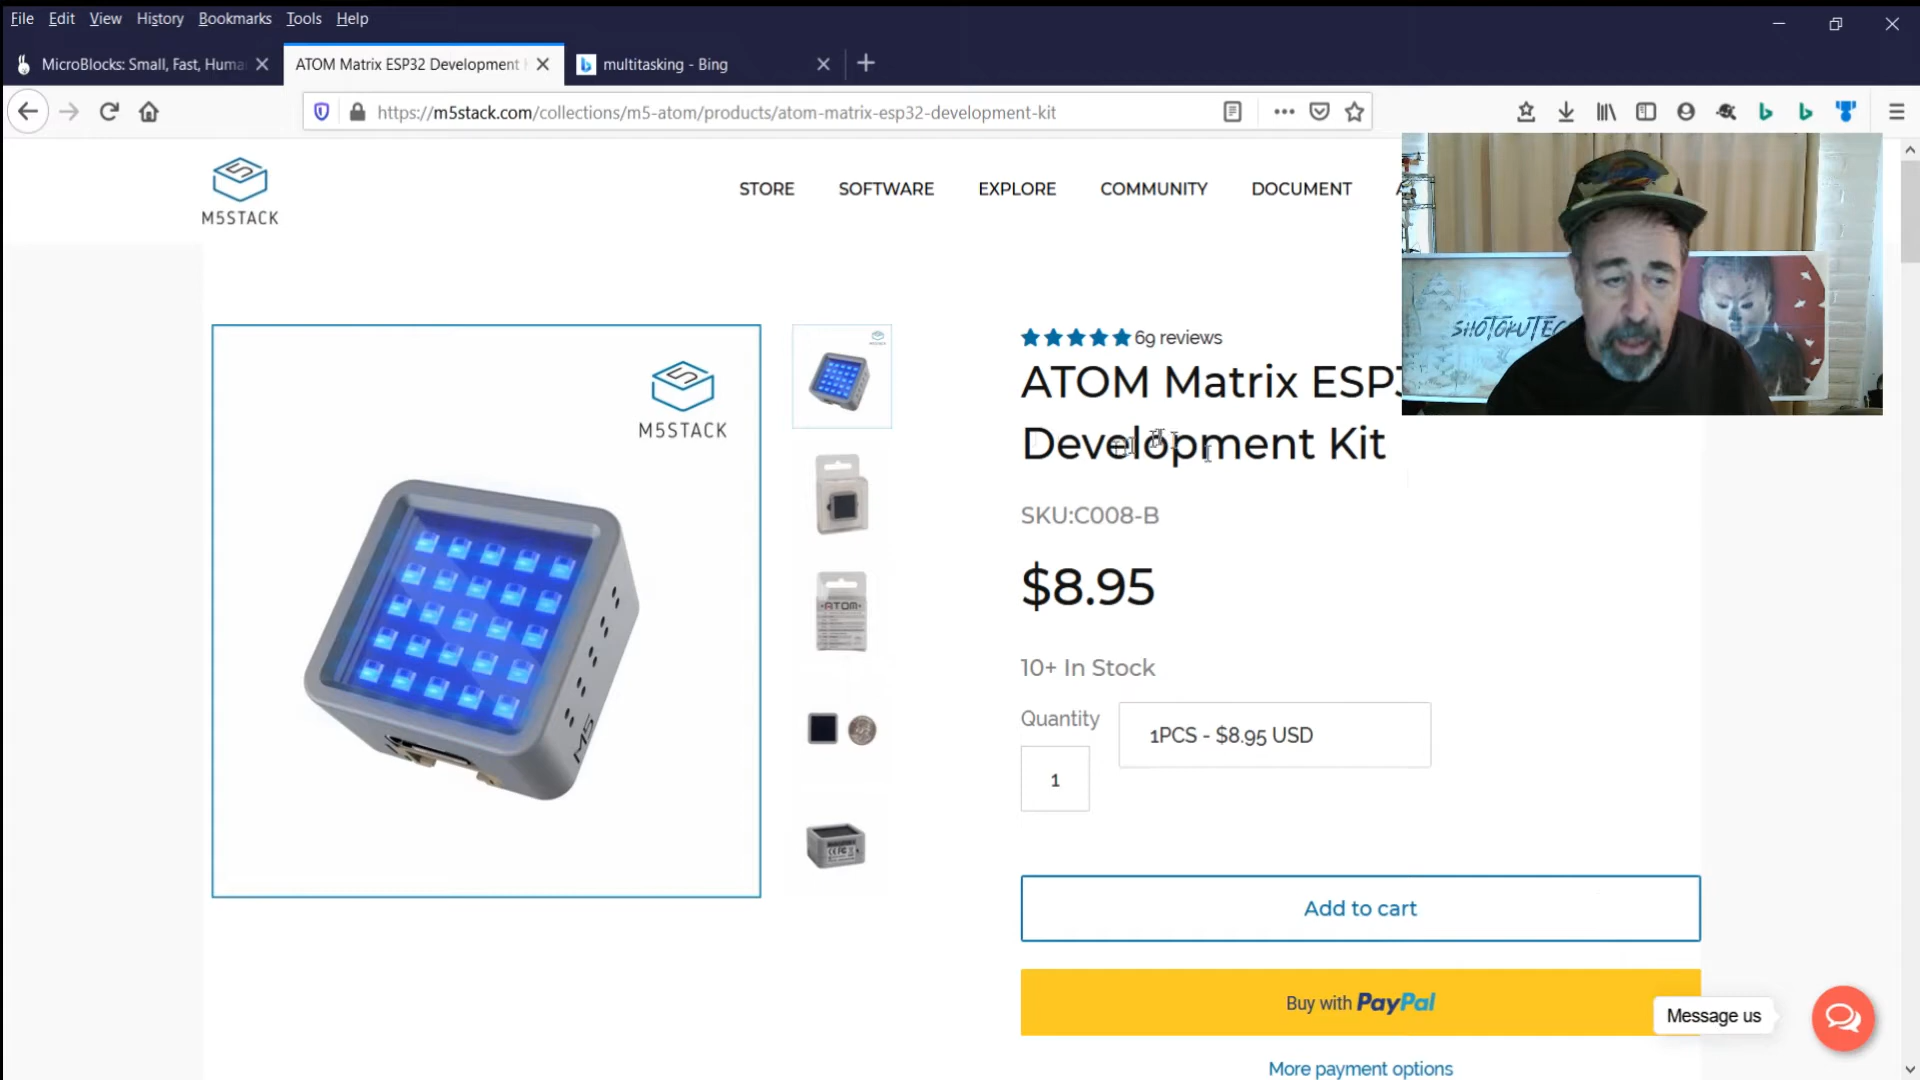 File Edit View History Bookmarks Tools Help
MicroBlocks: Small, Fast, Huma
ATOM Matrix ESP32 Development
multitasking - Bing
https://m5stack.com/collections/m5-atom/products/atom-matrix-esp32-development-kit
M5STACK
STORE SOFTWARE EXPLORE COMMUNITY DOCUMENT
SHOTOKUTEC
M5STACK
M5
ATOM
69 reviews
ATOM Matrix ESP
Development Kit
SKU:C008-B
$8.95
10+ In Stock
Quantity
1PCS - $8.95 USD
1
Add to cart
Buy with PayPal
Message us
More payment options